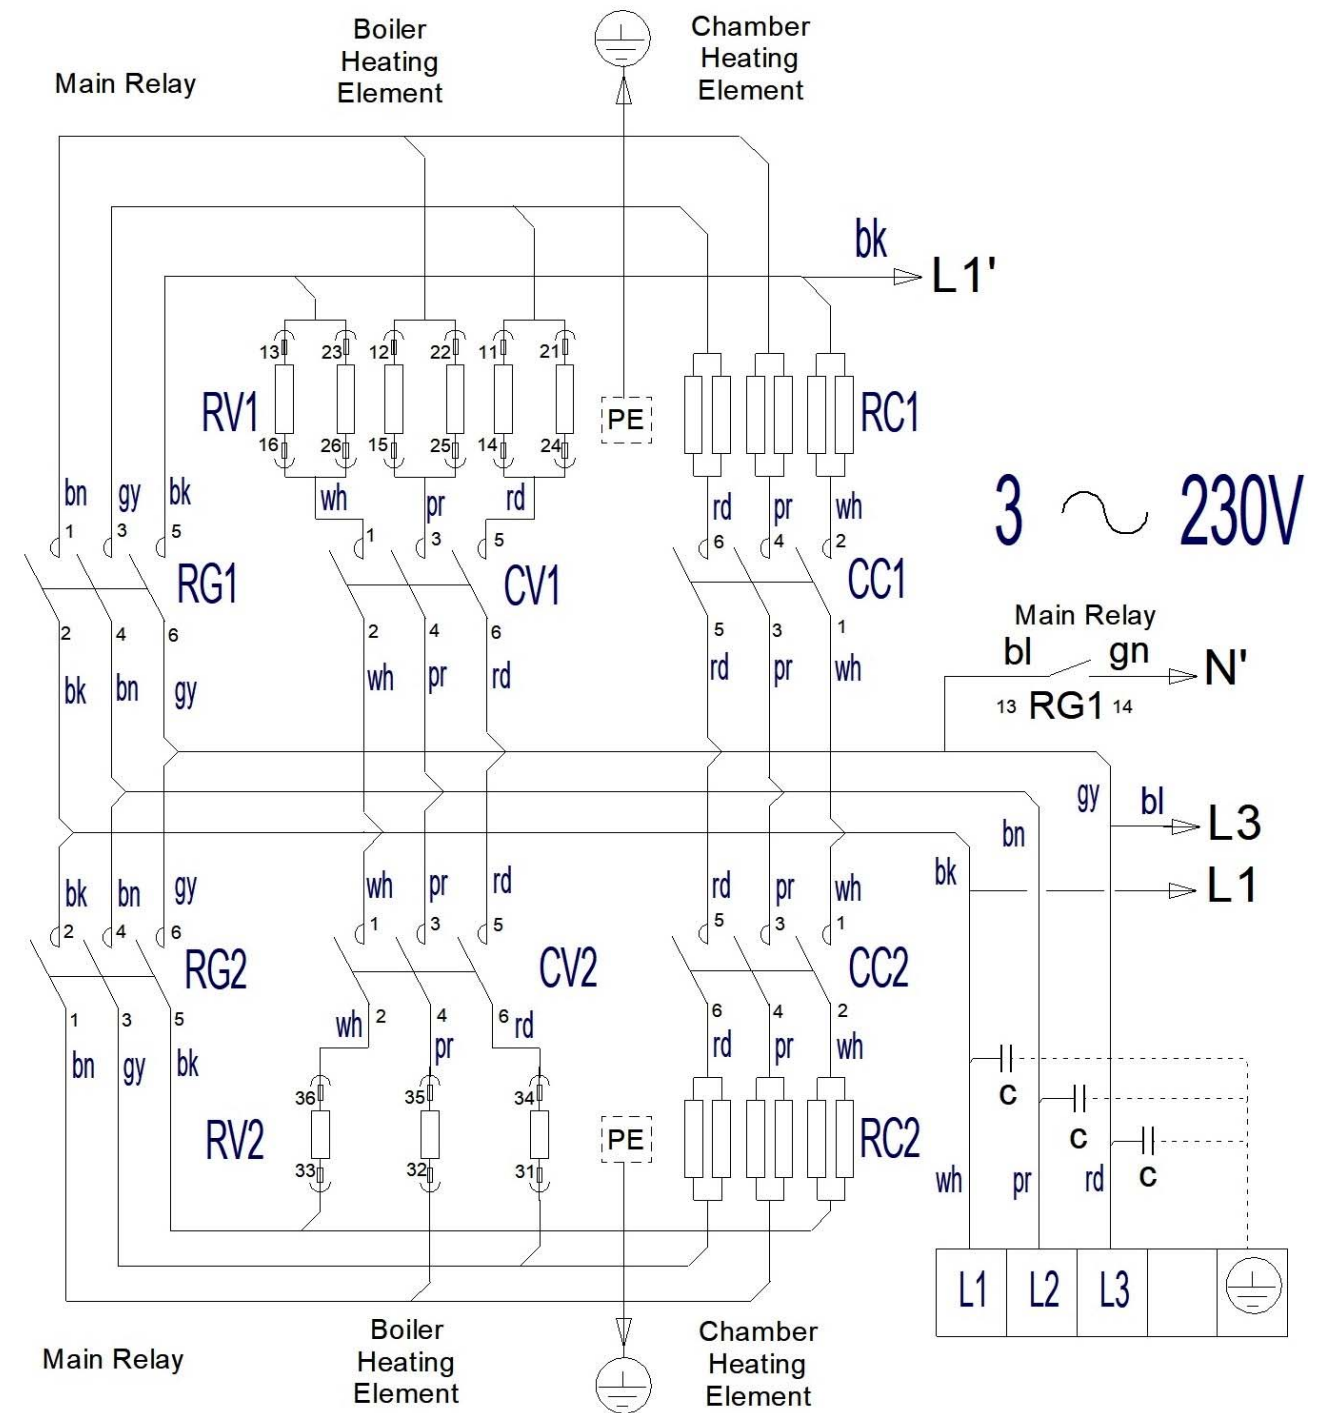 Boiler
Heating
Element
Chamber
Heating
Element
Main Relay
bk
L1'
13 23 12 22 11 21
RV1
PE
RC1
16 26 15 25 14 24
bn gy bk
wh pr rd
rd pr wh
3 230V
1 3 5
1 3 5
6 4 2
RG1
CV1
CC1
Main Relay
2 4 6
2 4 6
5 3 1
bl gn
N'
13 RG1 14
bk bn gy
wh pr rd
rd pr wh
gy bl
L3
bn
bk
L1
bk bn gy
wh pr rd
rd pr wh
2 4 6
1 3 5
5 3 1
RG2
CV2
CC2
1 3 5
2 4 6
6 4 2
bn gy bk
wh pr rd
rd pr wh
C
C
C
36 35 34
RV2
PE
RC2
33 32 31
wh pr rd
L1 L2 L3
Main Relay
Boiler
Heating
Element
Chamber
Heating
Element